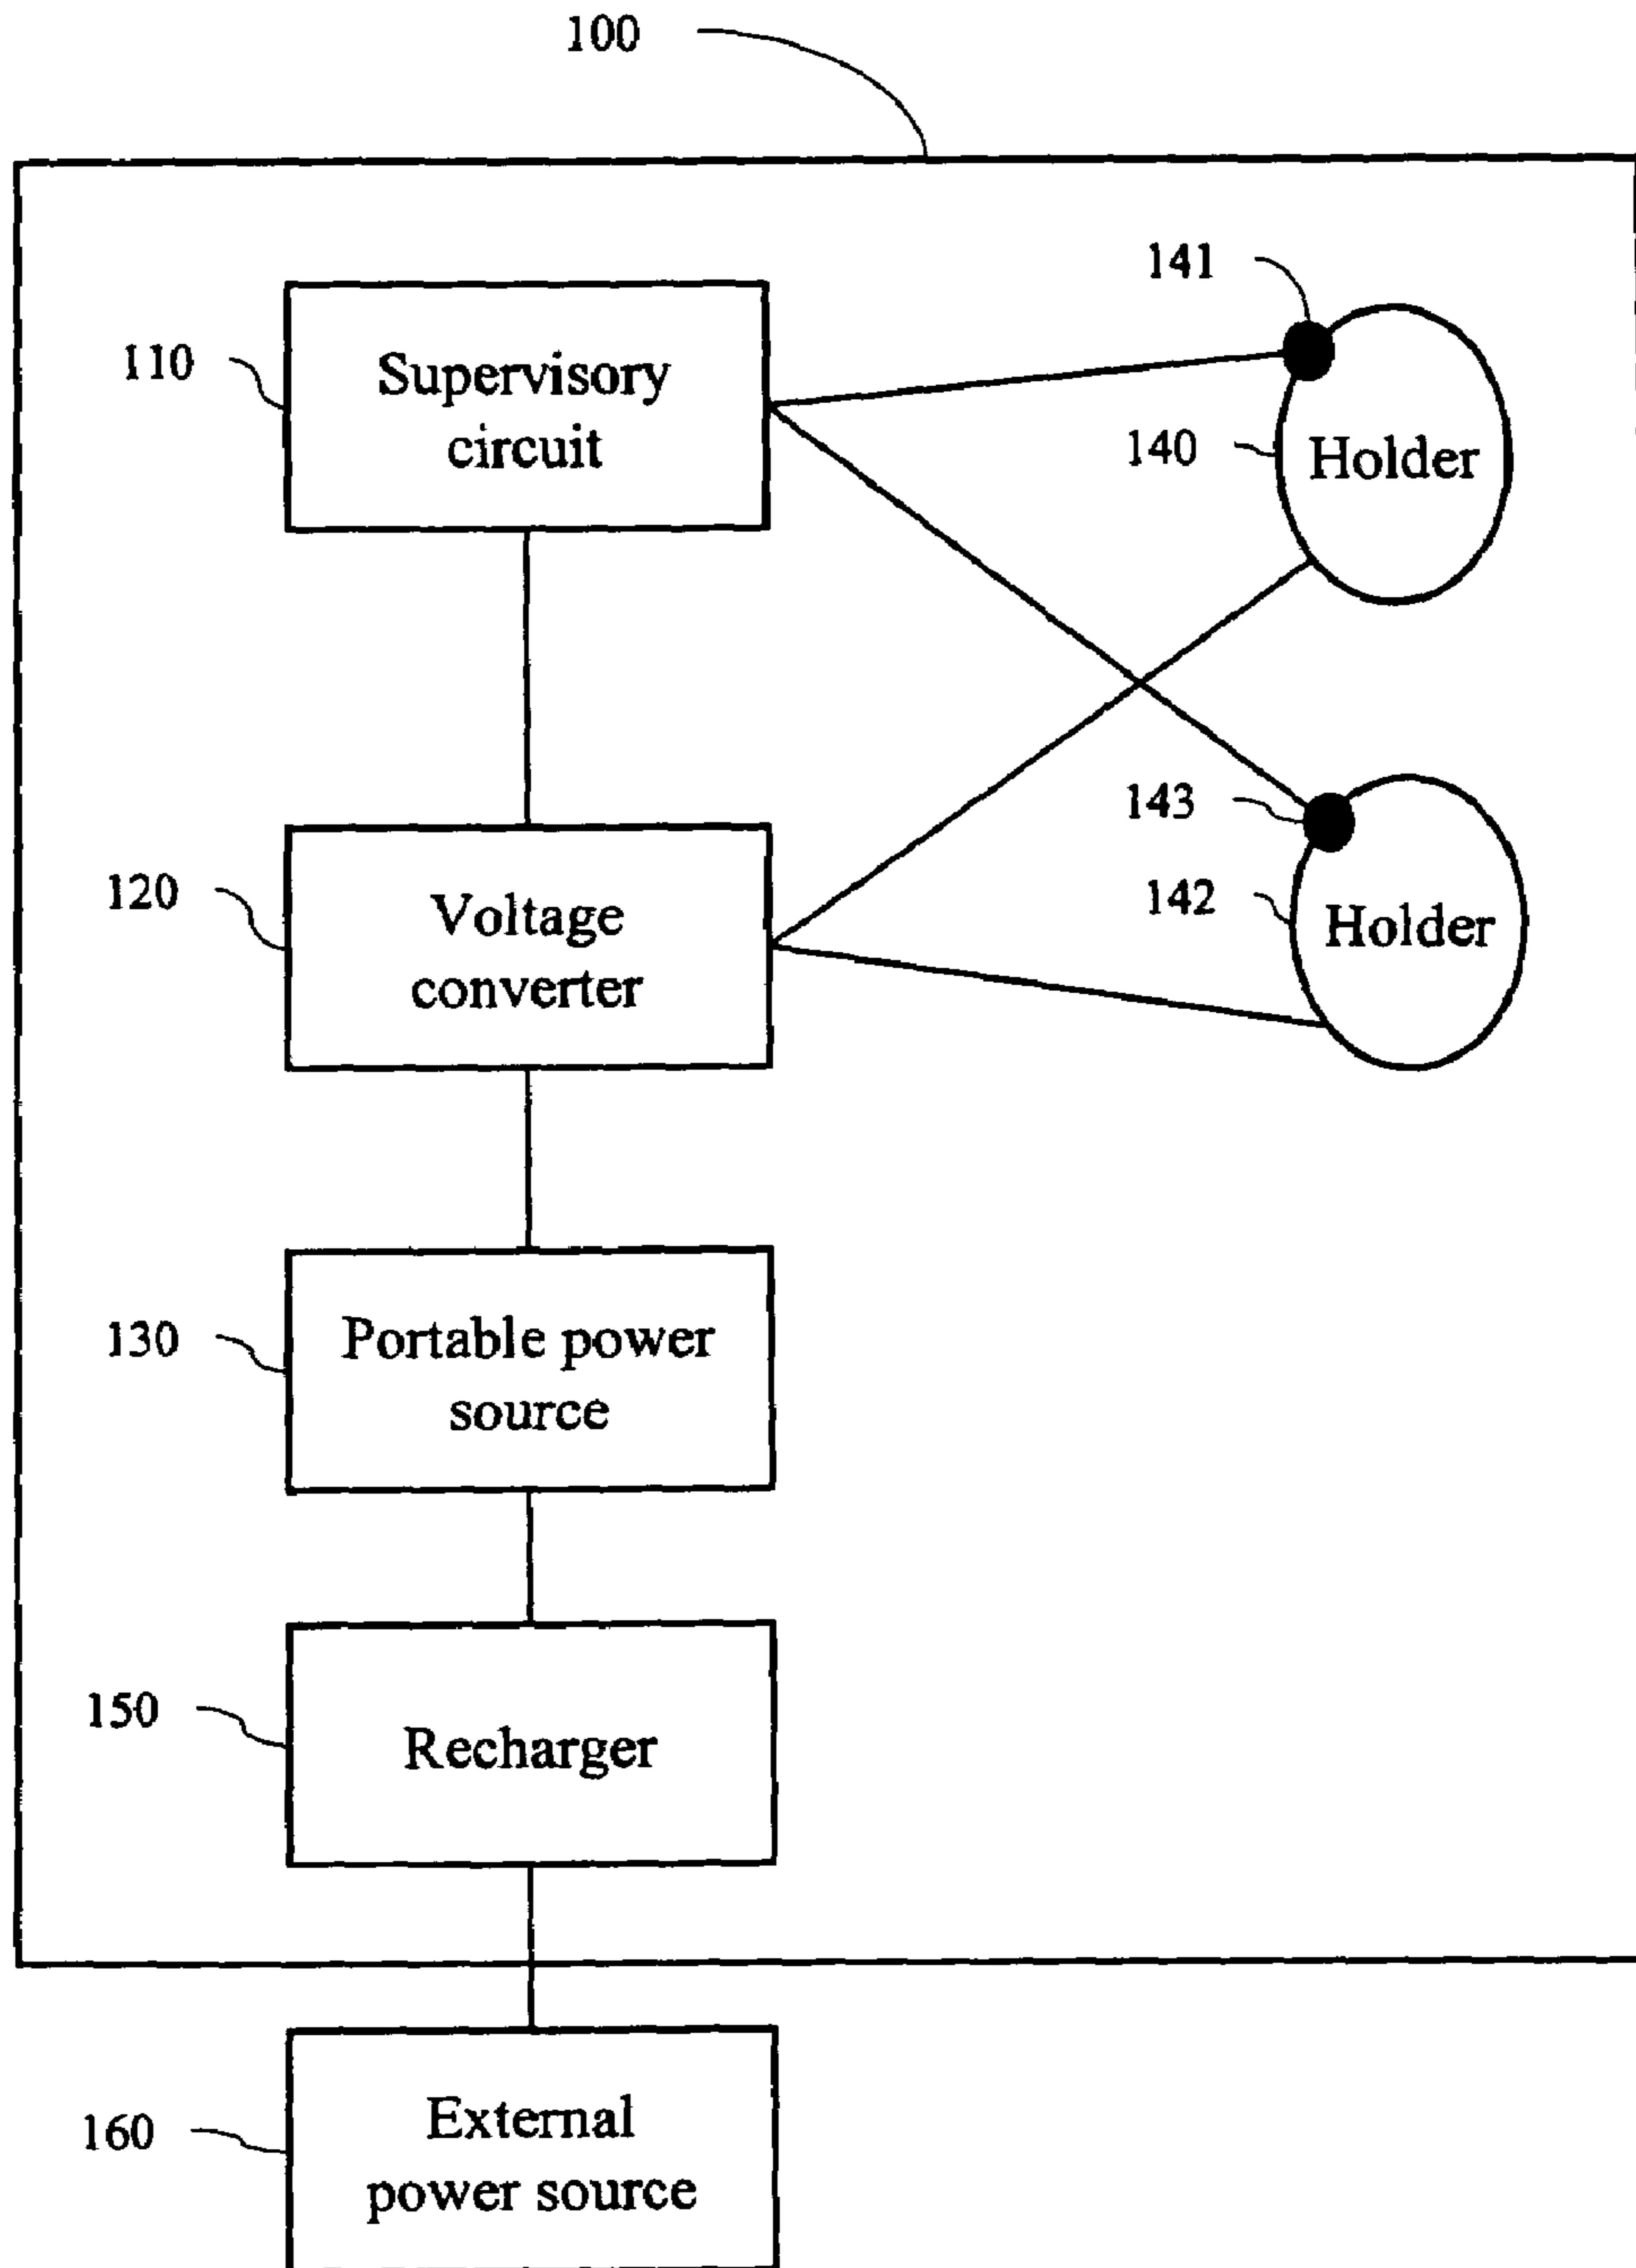 100
141
110
Supervisory
circuit
140
Holder
143
120
Voltage
converter
142
Holder
130
Portable power
source
150
Recharger
160
External
power source